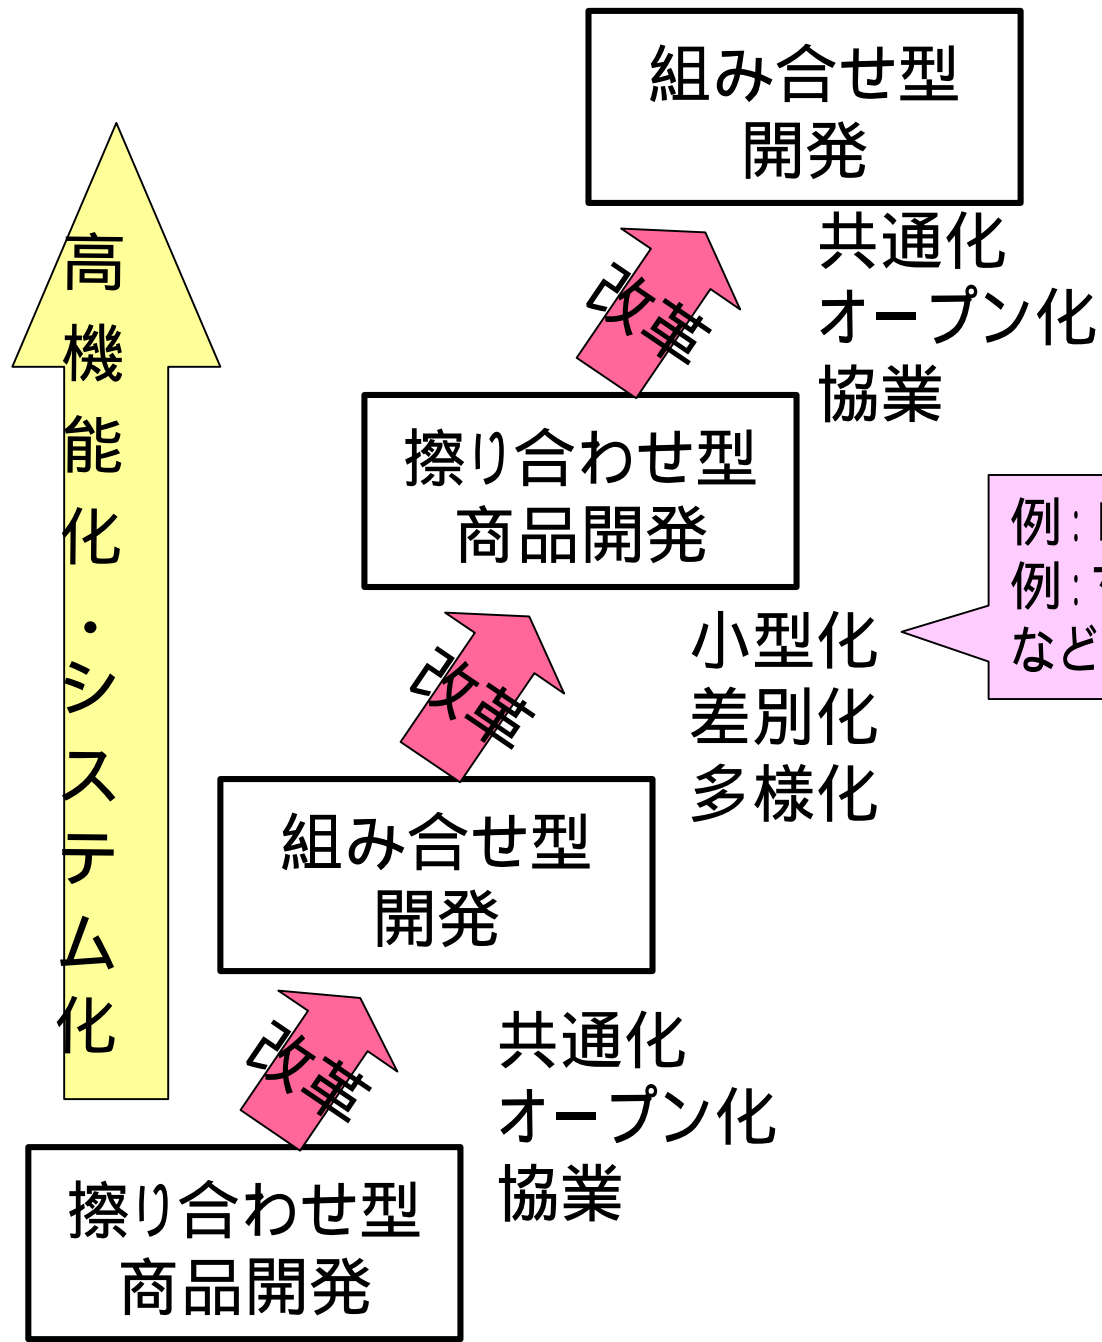 組み合せ型
開発
共通化
オープン化
協業
改革
擦り合わせ型
商品開発
例:
例:
など
小型化
差別化
多様化
改革
組み合せ型
開発
共通化
オープン化
協業
改革
擦り合わせ型
商品開発
高機能化・システム化